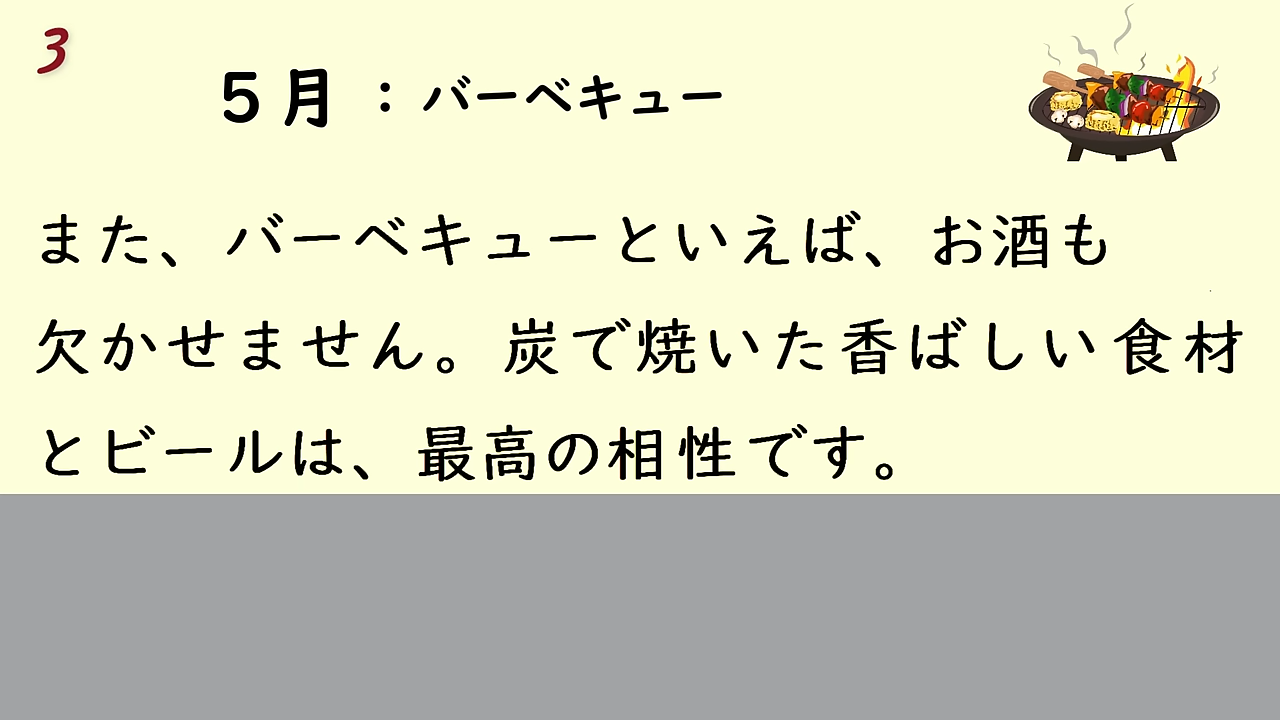 3
5月：バーベキュー
また、バーベキューといえば、お酒も
欠かせません。炭で焼いた香ばしい食材
とビールは、最高の相性です。